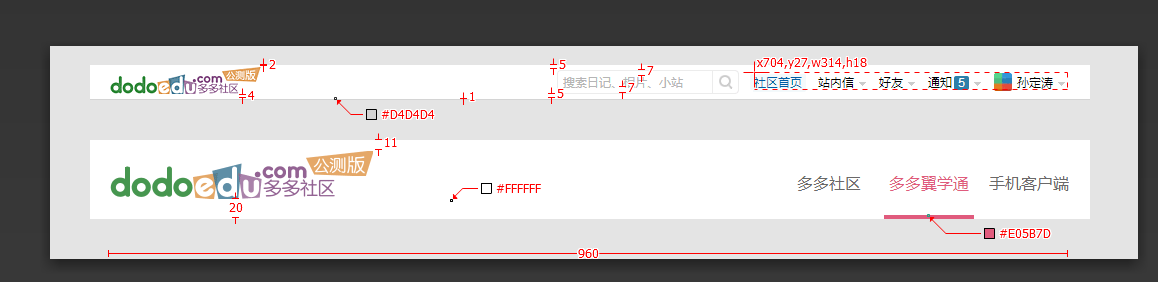 x704,y27,w314,h18
2
5
7
dodoedu.com 公测版
多多社区
搜索日记、相片、小站
社区首页 站内信 好友 通知 5 孙定涛
4
1
5
7
#D4D4D4
11
dodoedu.com 公测版
多多社区
#FFFFFF
多多社区 多多翼学通 手机客户端
20
#E05B7D
960